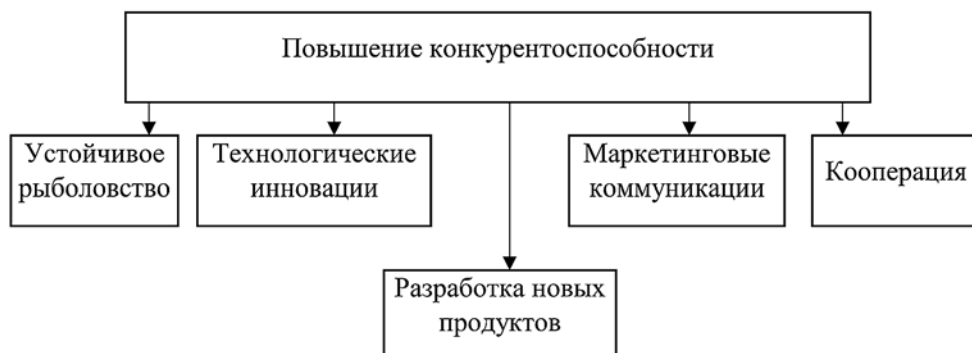 Повышение конкурентоспособности
Устойчивое
рыболовство
Технологические
инновации
Маркетинговые
коммуникации
Кооперация
Разработка новых
продуктов